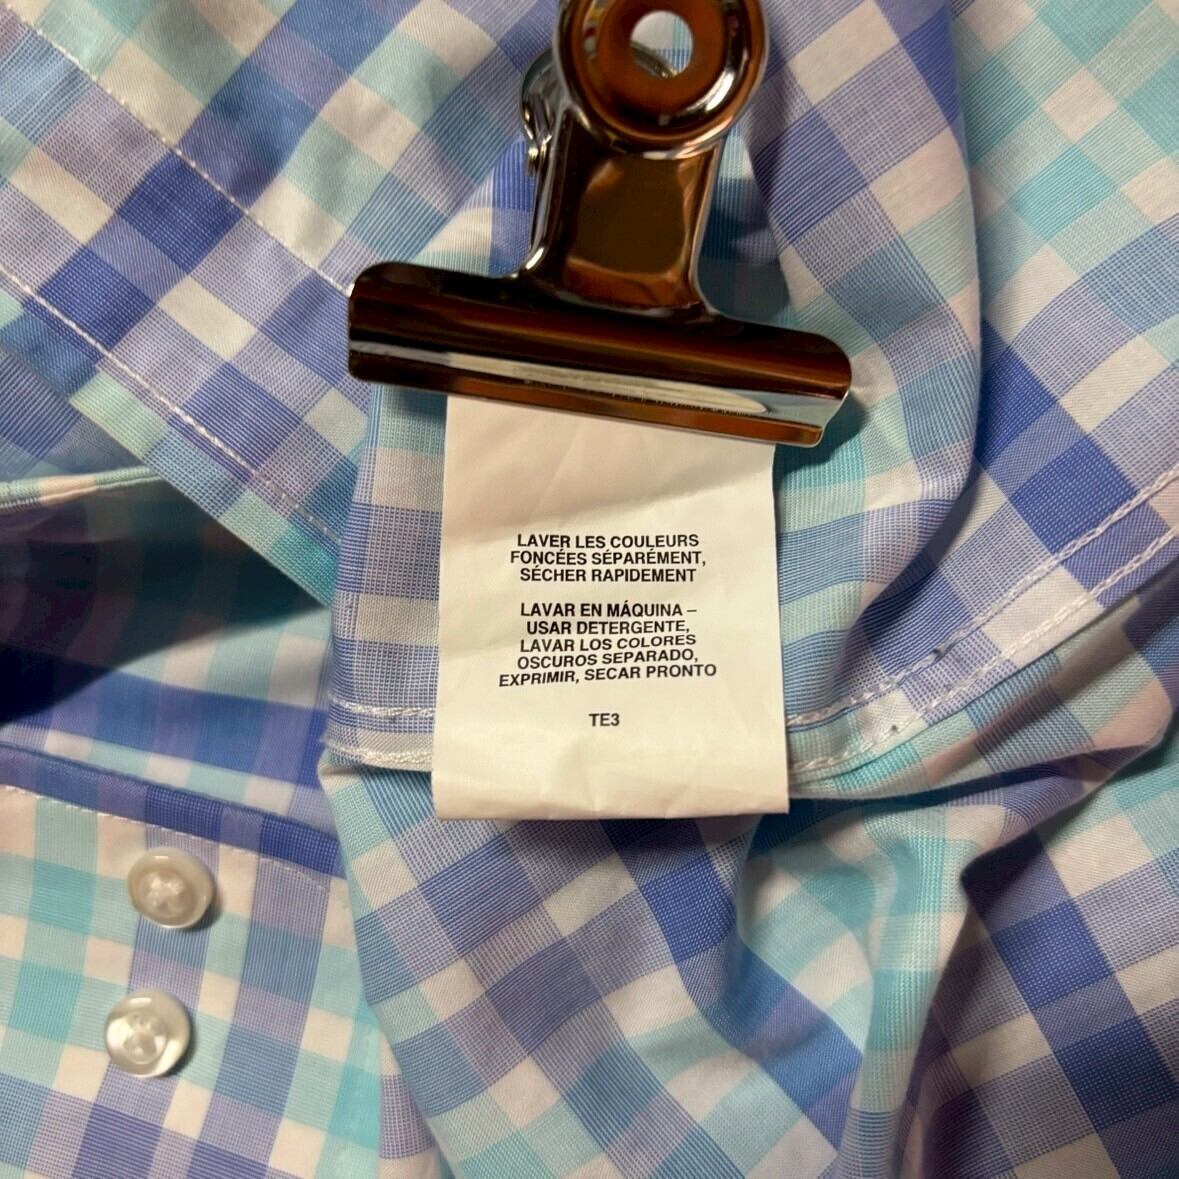 LAVER LES COULEURS
FONCÉES SÉPARÉMENT,
SÉCHER RAPIDEMENT
LAVAR EN MÁQUINA –
USAR DETERGENTE,
LAVAR LOS COLORES
OSCUROS SEPARADO,
EXPRIMIR, SECAR PRONTO
TE3